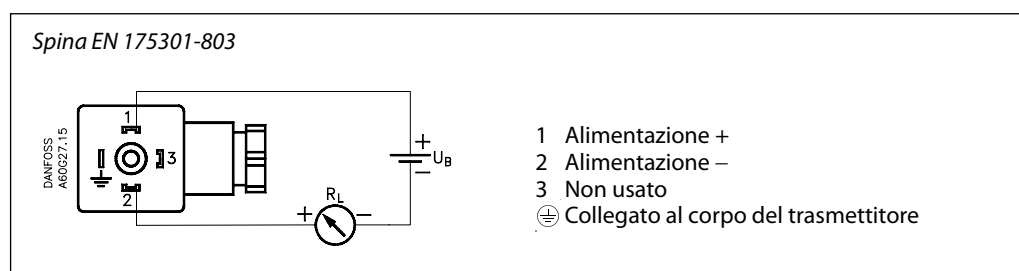 Spina EN 175301-803
DANFOSS
A60G27.15
1
3
2
+
−
U_B
R_L
+
−
1 Alimentazione +
2 Alimentazione −
3 Non usato
⏚ Collegato al corpo del trasmettitore